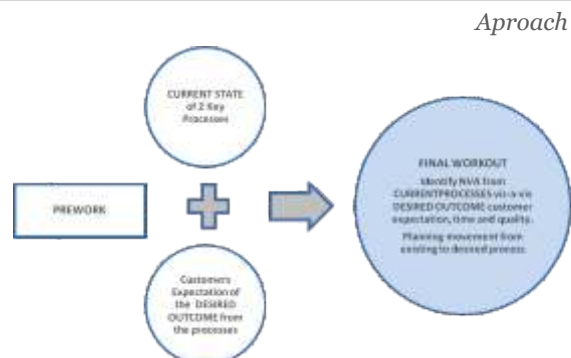 Aproach
CURRENT STATE
of 2 Key
Processes
PREWORK
Customers
Expectation of
the DESIRED
OUTCOME from
the processes
FINAL WORKOUT
Identify NVA from
CURRENTPROCESSES vis-a-vis
DESIRED OUTCOME customer
expectation, time and quality.
Planning movement from
existing to desired process